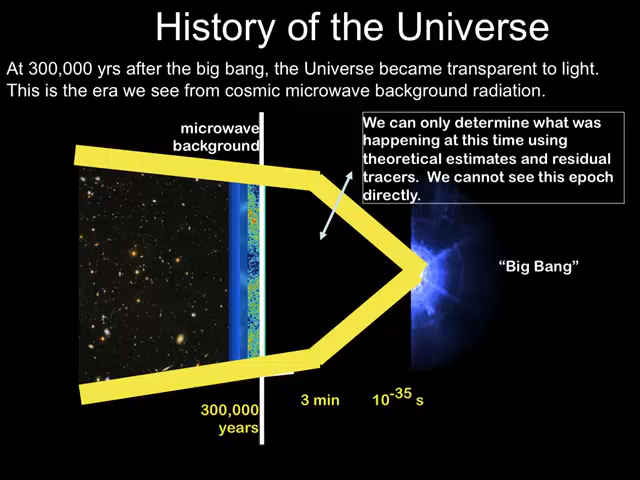 History of the Universe
At 300,000 yrs after the big bang, the Universe became transparent to light.
This is the era we see from cosmic microwave background radiation.
microwave
background
We can only determine what was
happening at this time using
theoretical estimates and residual
tracers.  We cannot see this epoch
directly.
“Big Bang”
300,000
years
3 min
10-35 s